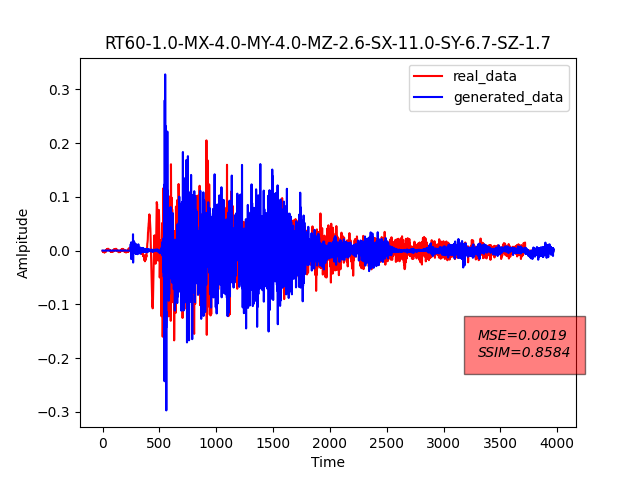 RT60-1.0-MX-4.0-MY-4.0-MZ-2.6-SX-11.0-SY-6.7-SZ-1.7
real_data
generated_data
0.3
0.2
0.1
0.0
−0.1
−0.2
−0.3
Amlpitude
MSE=0.0019
SSIM=0.8584
0 500 1000 1500 2000 2500 3000 3500 4000
Time